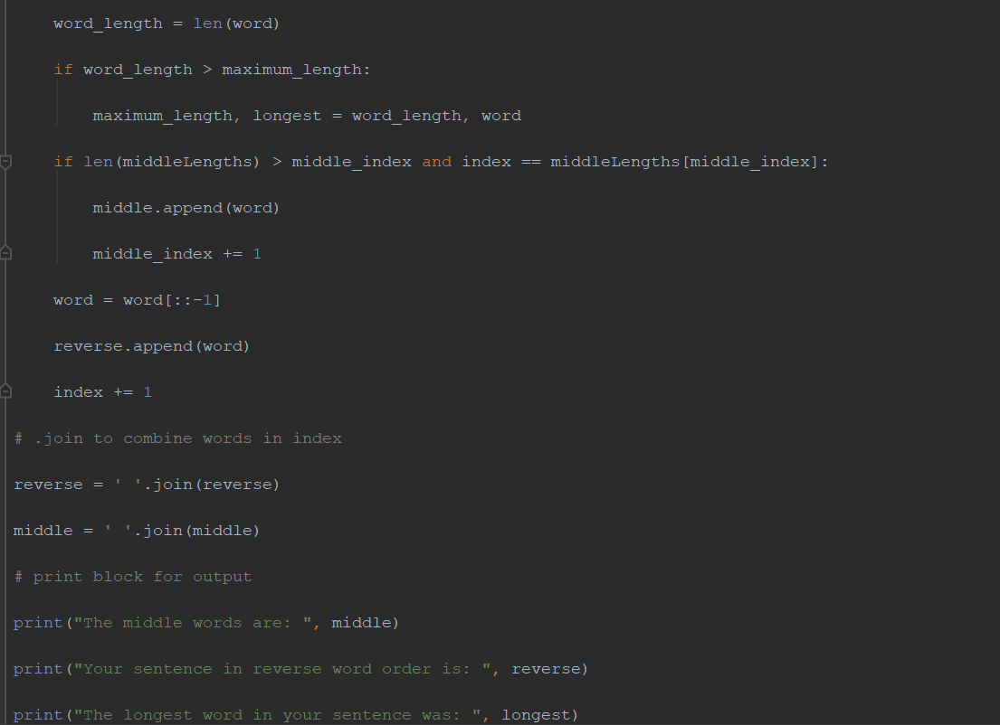 word_length = len(word)
if word_length > maximum_length:
maximum_length, longest = word_length, word
if len(middleLengths) > middle_index and index == middleLengths[middle_index]:
middle.append(word)
middle_index += 1
word = word[::-1]
reverse.append(word)
index += 1
# .join to combine words in index
reverse = ' '.join(reverse)
middle = ' '.join(middle)
# print block for output
print("The middle words are: ", middle)
print("Your sentence in reverse word order is: ", reverse)
print("The longest word in your sentence was: ", longest)